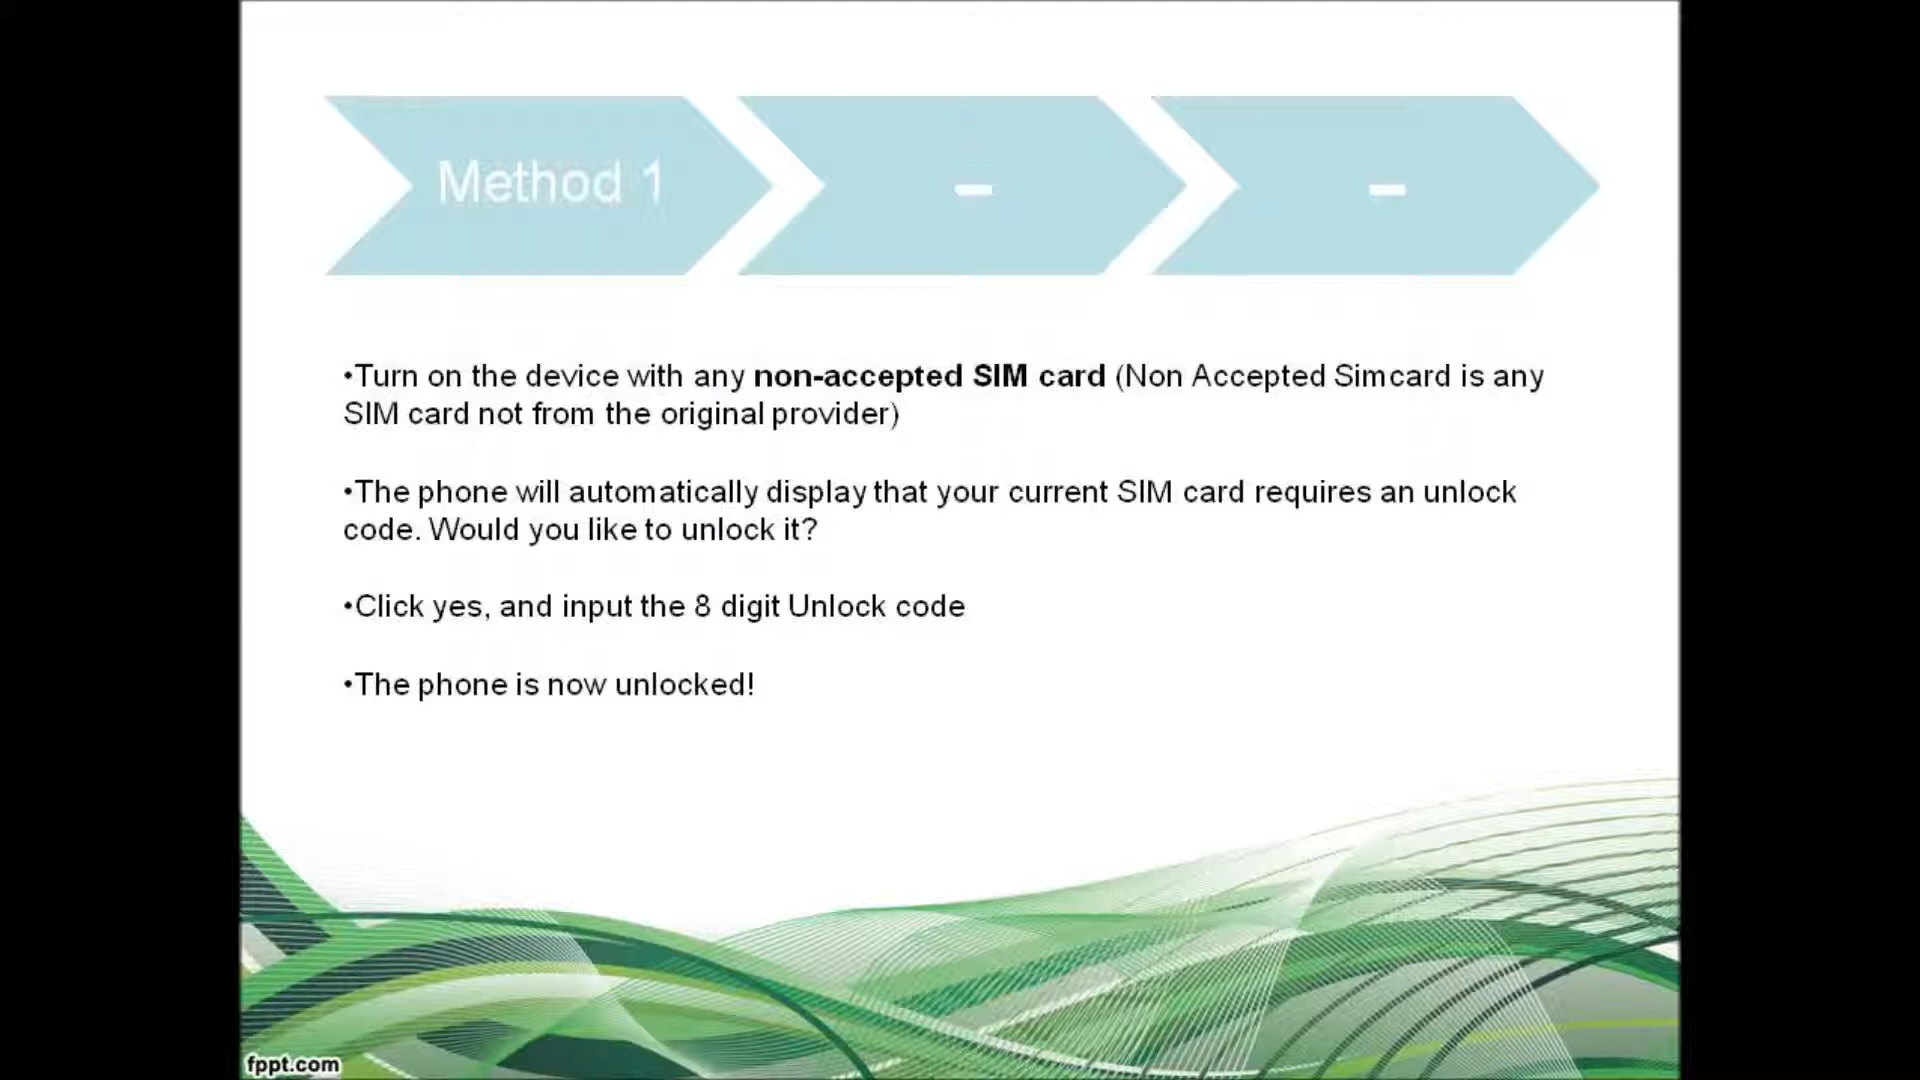 Method 1
-
-
•Turn on the device with any non-accepted SIM card (Non Accepted Simcard is any
SIM card not from the original provider)
•The phone will automatically display that your current SIM card requires an unlock
code. Would you like to unlock it?
•Click yes, and input the 8 digit Unlock code
•The phone is now unlocked!
fppt.com